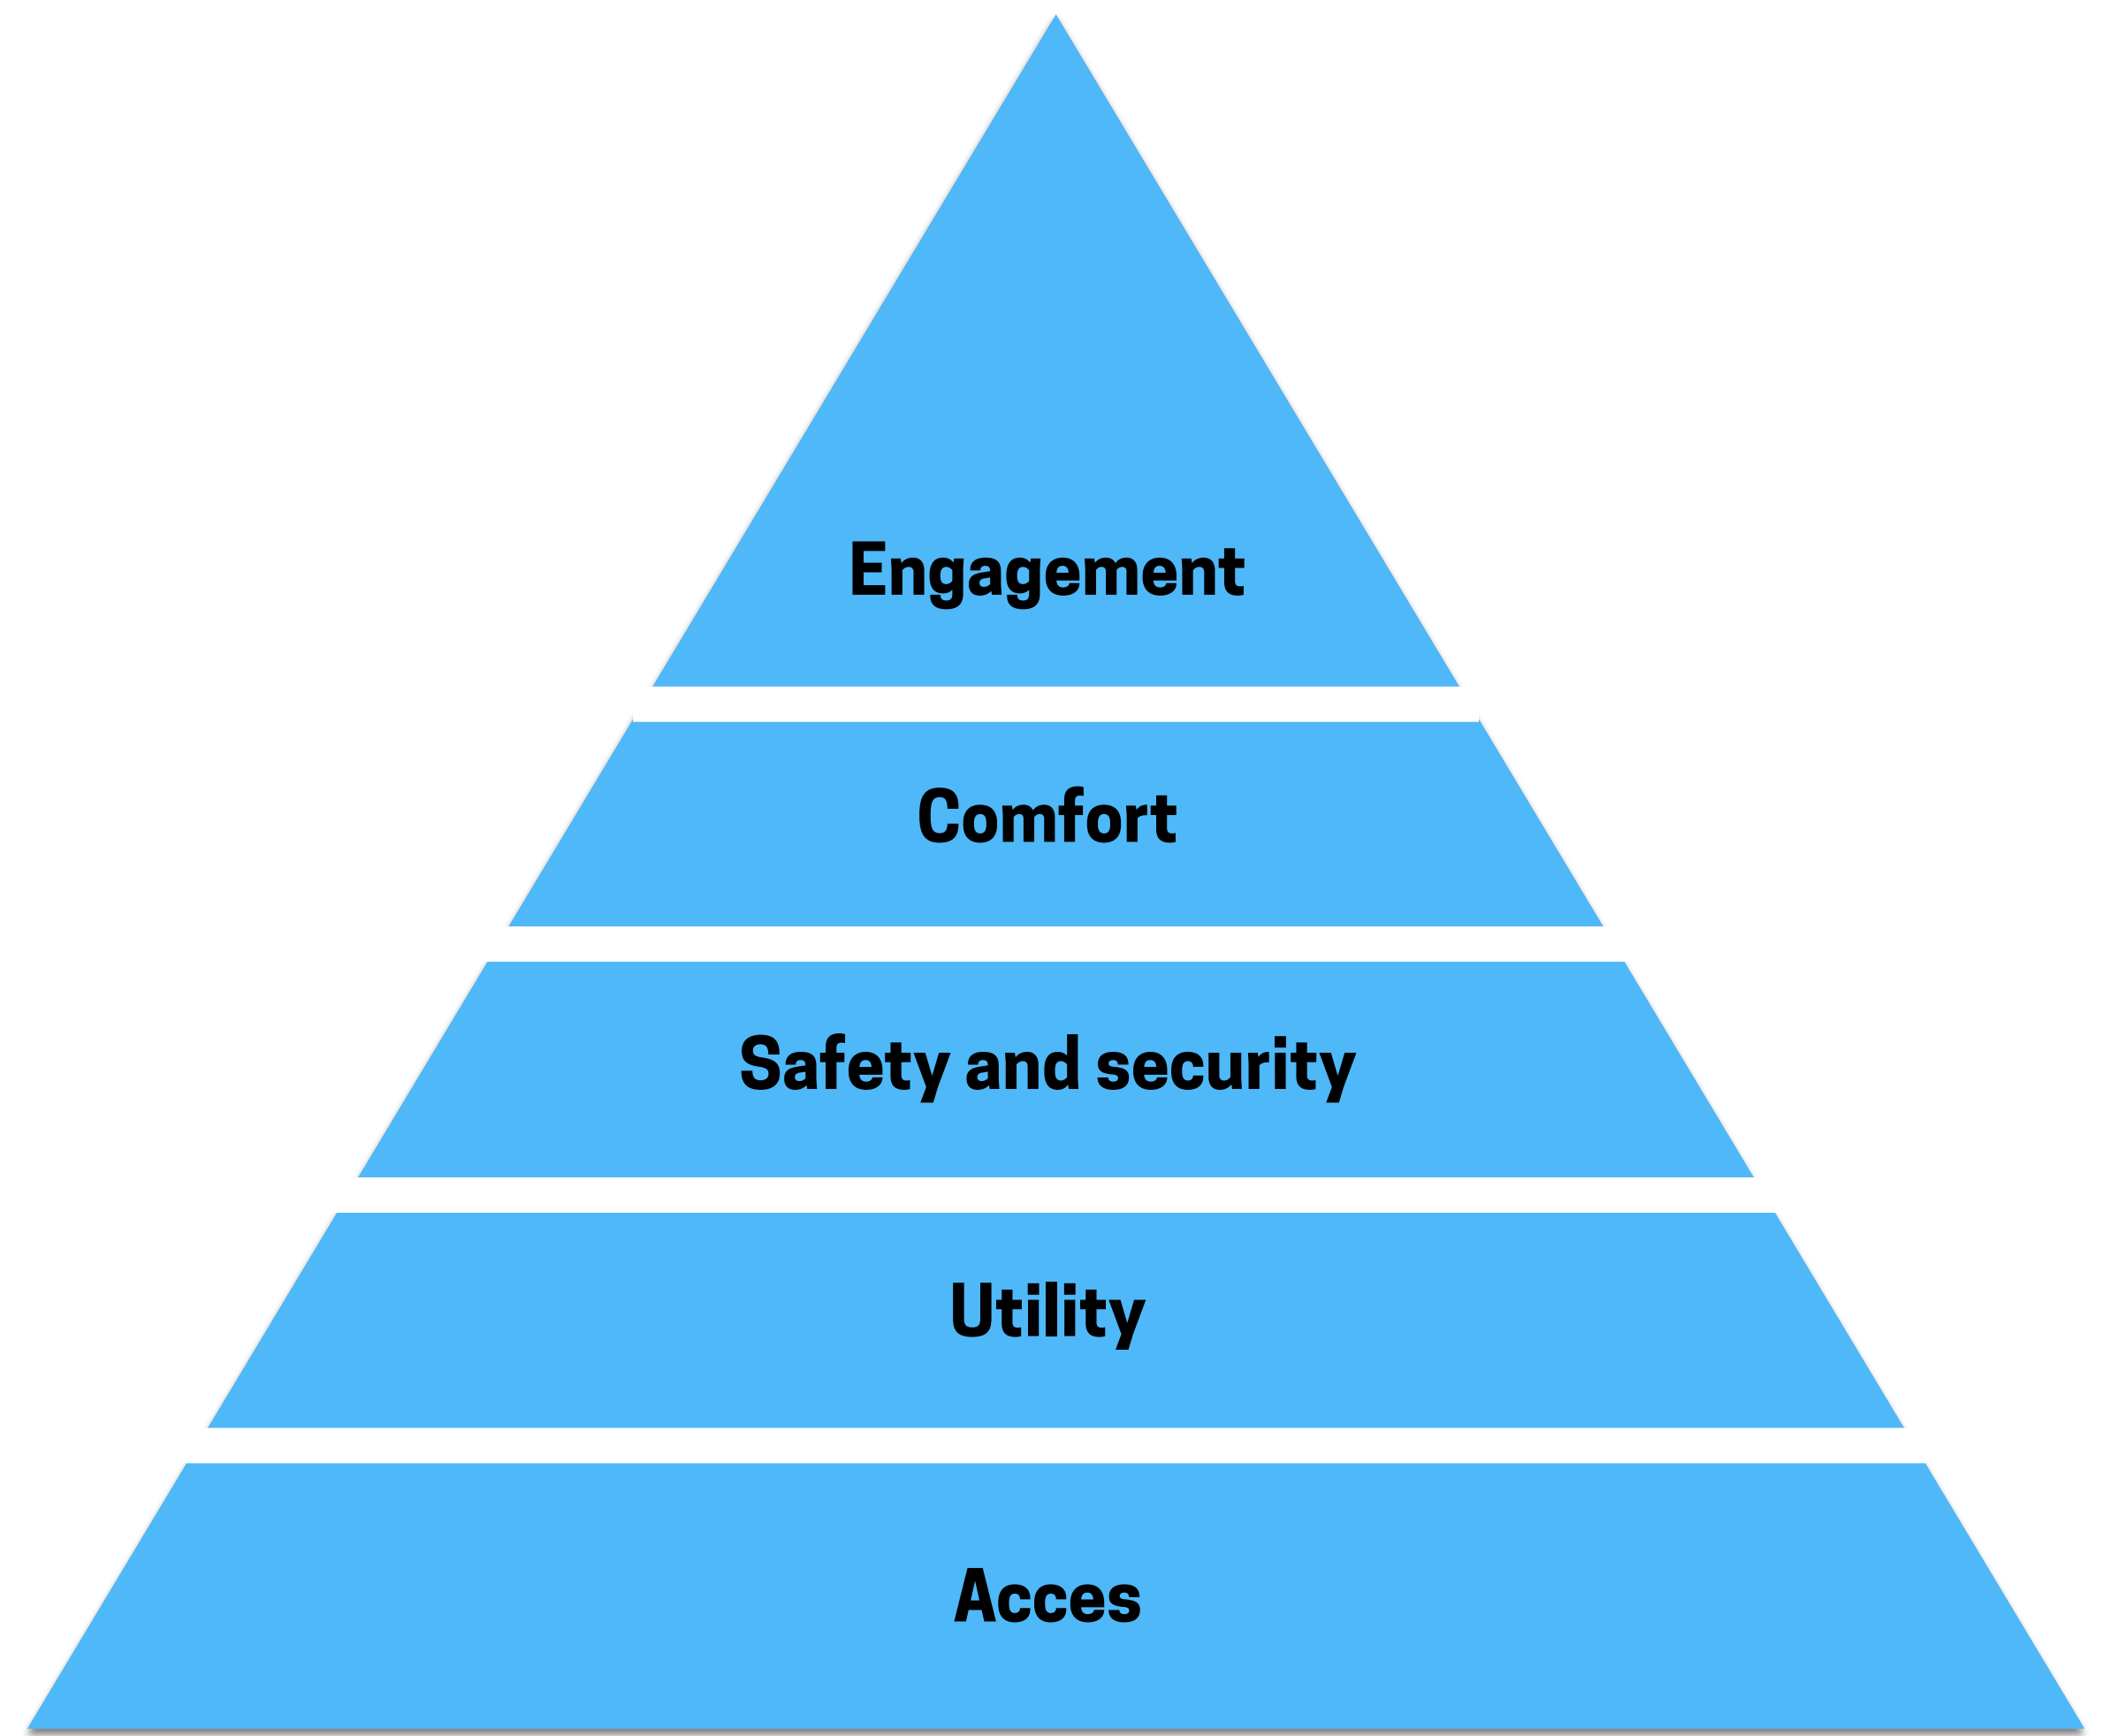 Engagement
Comfort
Safety and security
Utility
Acces